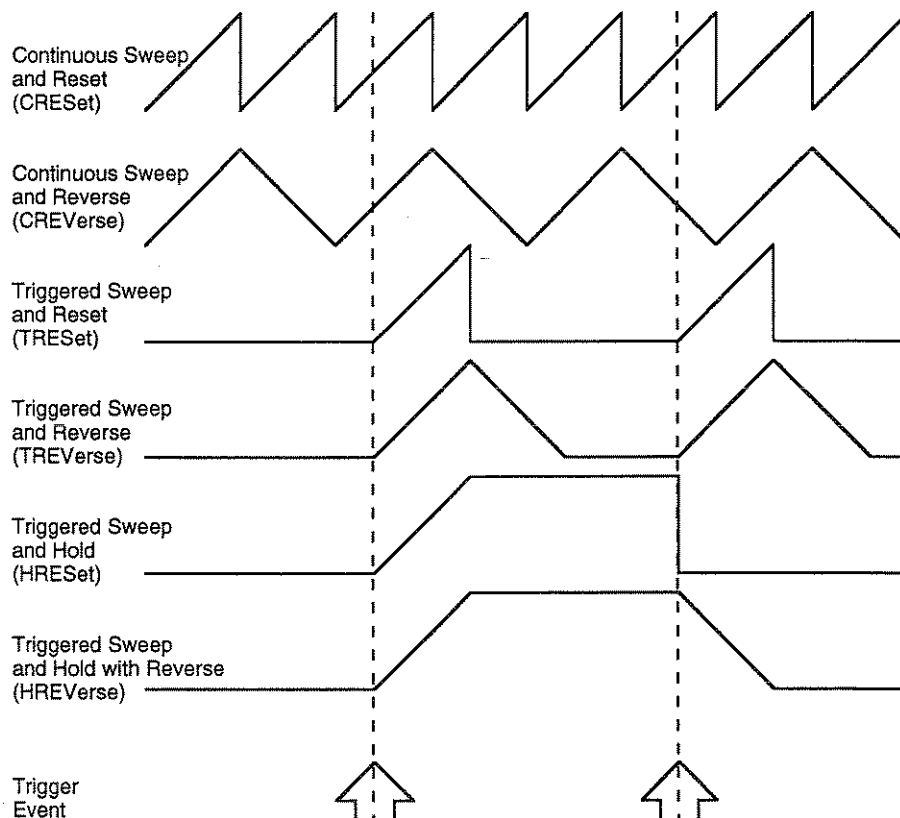 Continuous Sweep
and Reset
(CRESet)
Continuous Sweep
and Reverse
(CREVerse)
Triggered Sweep
and Reset
(TRESet)
Triggered Sweep
and Reverse
(TREVerse)
Triggered Sweep
and Hold
(HRESet)
Triggered Sweep
and Hold with Reverse
(HREVerse)
Trigger
Event